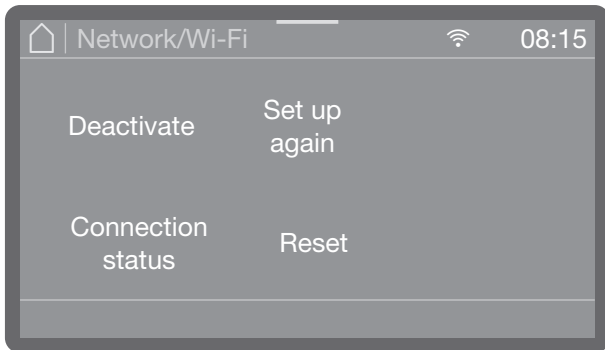 Network/Wi-Fi 08:15
Deactivate
Set up
again
Connection
status
Reset